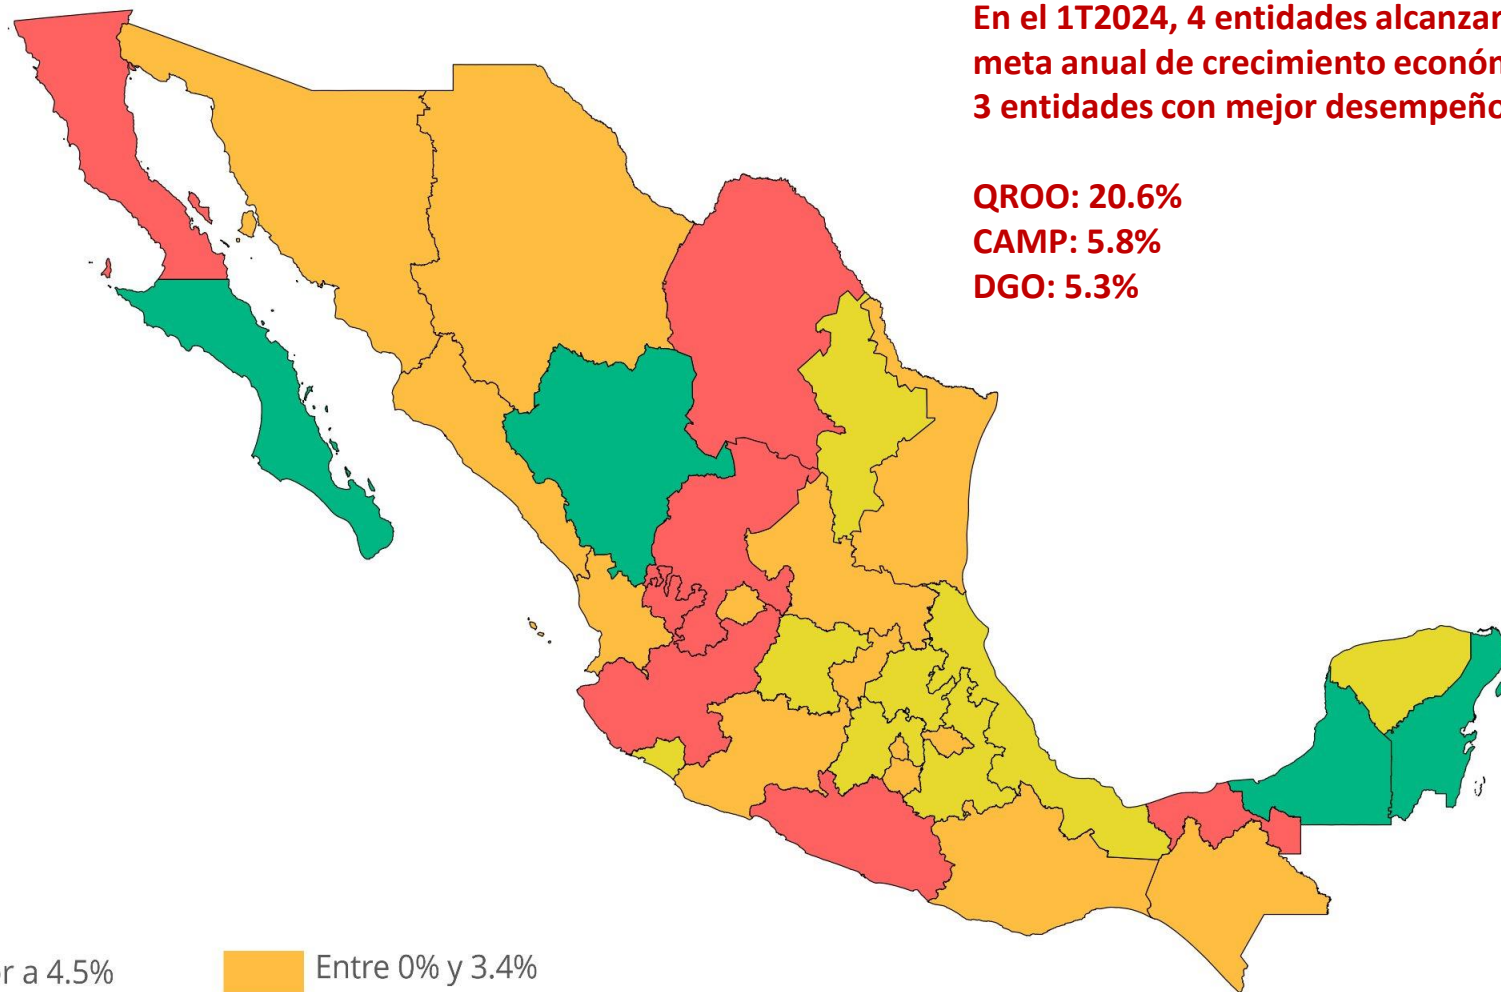 En el 1T2024, 4 entidades alcanzar
meta anual de crecimiento económ
3 entidades con mejor desempeño
QROO: 20.6%
CAMP: 5.8%
DGO: 5.3%
r a 4.5%
Entre 0% y 3.4%